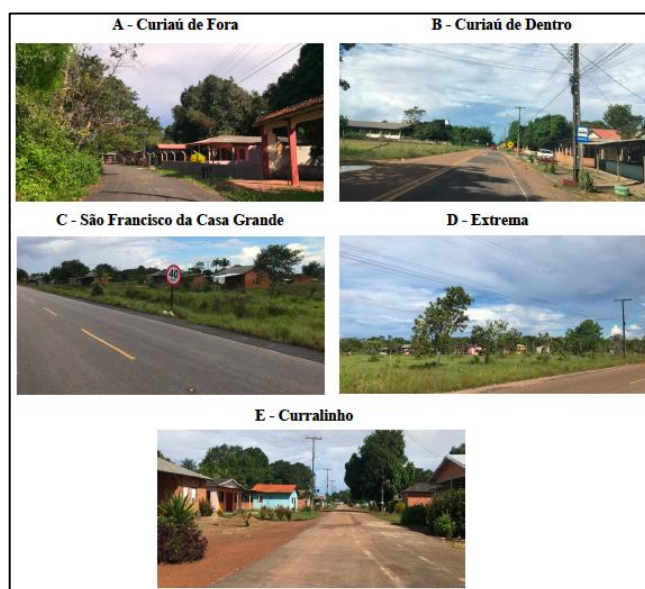 A - Curiaú de Fora
B - Curiaú de Dentro
C - São Francisco da Casa Grande
D - Extrema
40
E - Curralinho